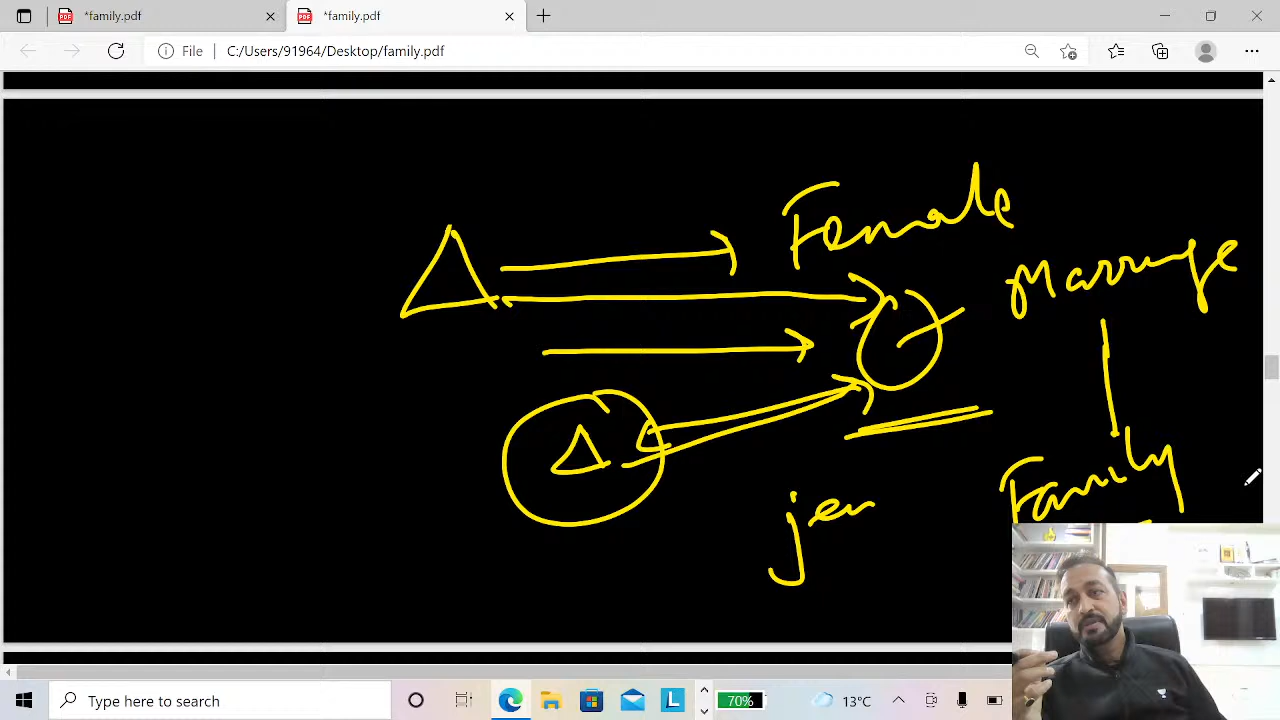 *family.pdf
*family.pdf
File
C:/Users/91964/Desktop/family.pdf
Female
Marriage
Family
jen
Type here to search
70%
13°C